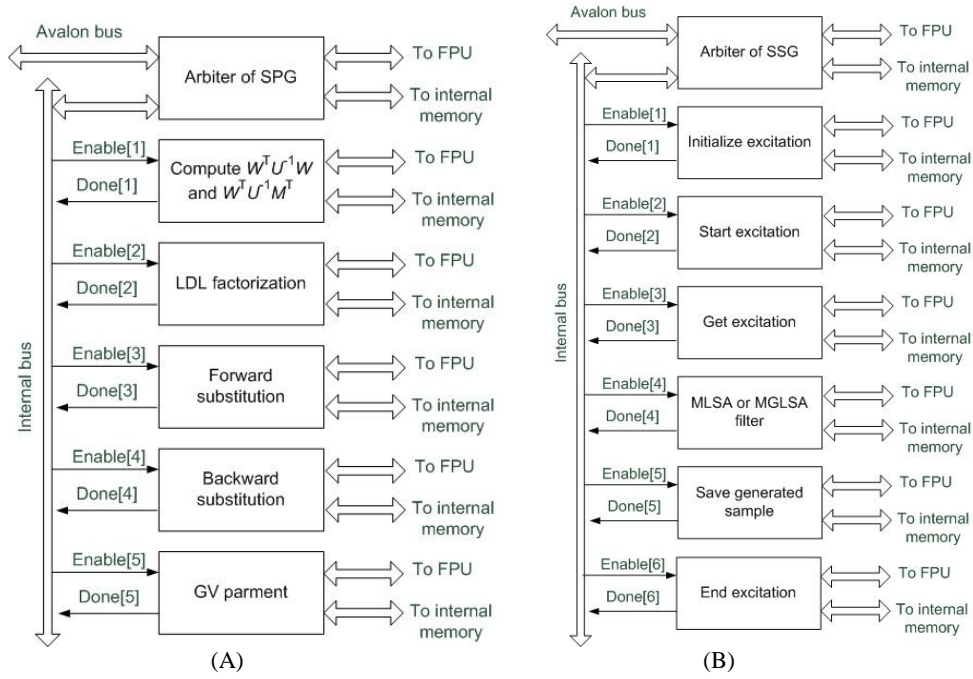 Avalon bus
Arbiter of SPG
To FPU
To internal
memory
Internal bus
Enable[1]
Done[1]
Compute WᵀU⁻¹W
and WᵀU⁻¹Mᵀ
To FPU
To internal
memory
Enable[2]
Done[2]
LDL factorization
To FPU
To internal
memory
Enable[3]
Done[3]
Forward
substitution
To FPU
To internal
memory
Enable[4]
Done[4]
Backward
substitution
To FPU
To internal
memory
Enable[5]
Done[5]
GV parment
To FPU
To internal
memory
(A)
Avalon bus
Arbiter of SSG
To FPU
To internal
memory
Internal bus
Enable[1]
Done[1]
Initialize excitation
To FPU
To internal
memory
Enable[2]
Done[2]
Start excitation
To FPU
To internal
memory
Enable[3]
Done[3]
Get excitation
To FPU
To internal
memory
Enable[4]
Done[4]
MLSA or MGLSA
filter
To FPU
To internal
memory
Enable[5]
Done[5]
Save generated
sample
To FPU
To internal
memory
Enable[6]
Done[6]
End excitation
To FPU
To internal
memory
(B)